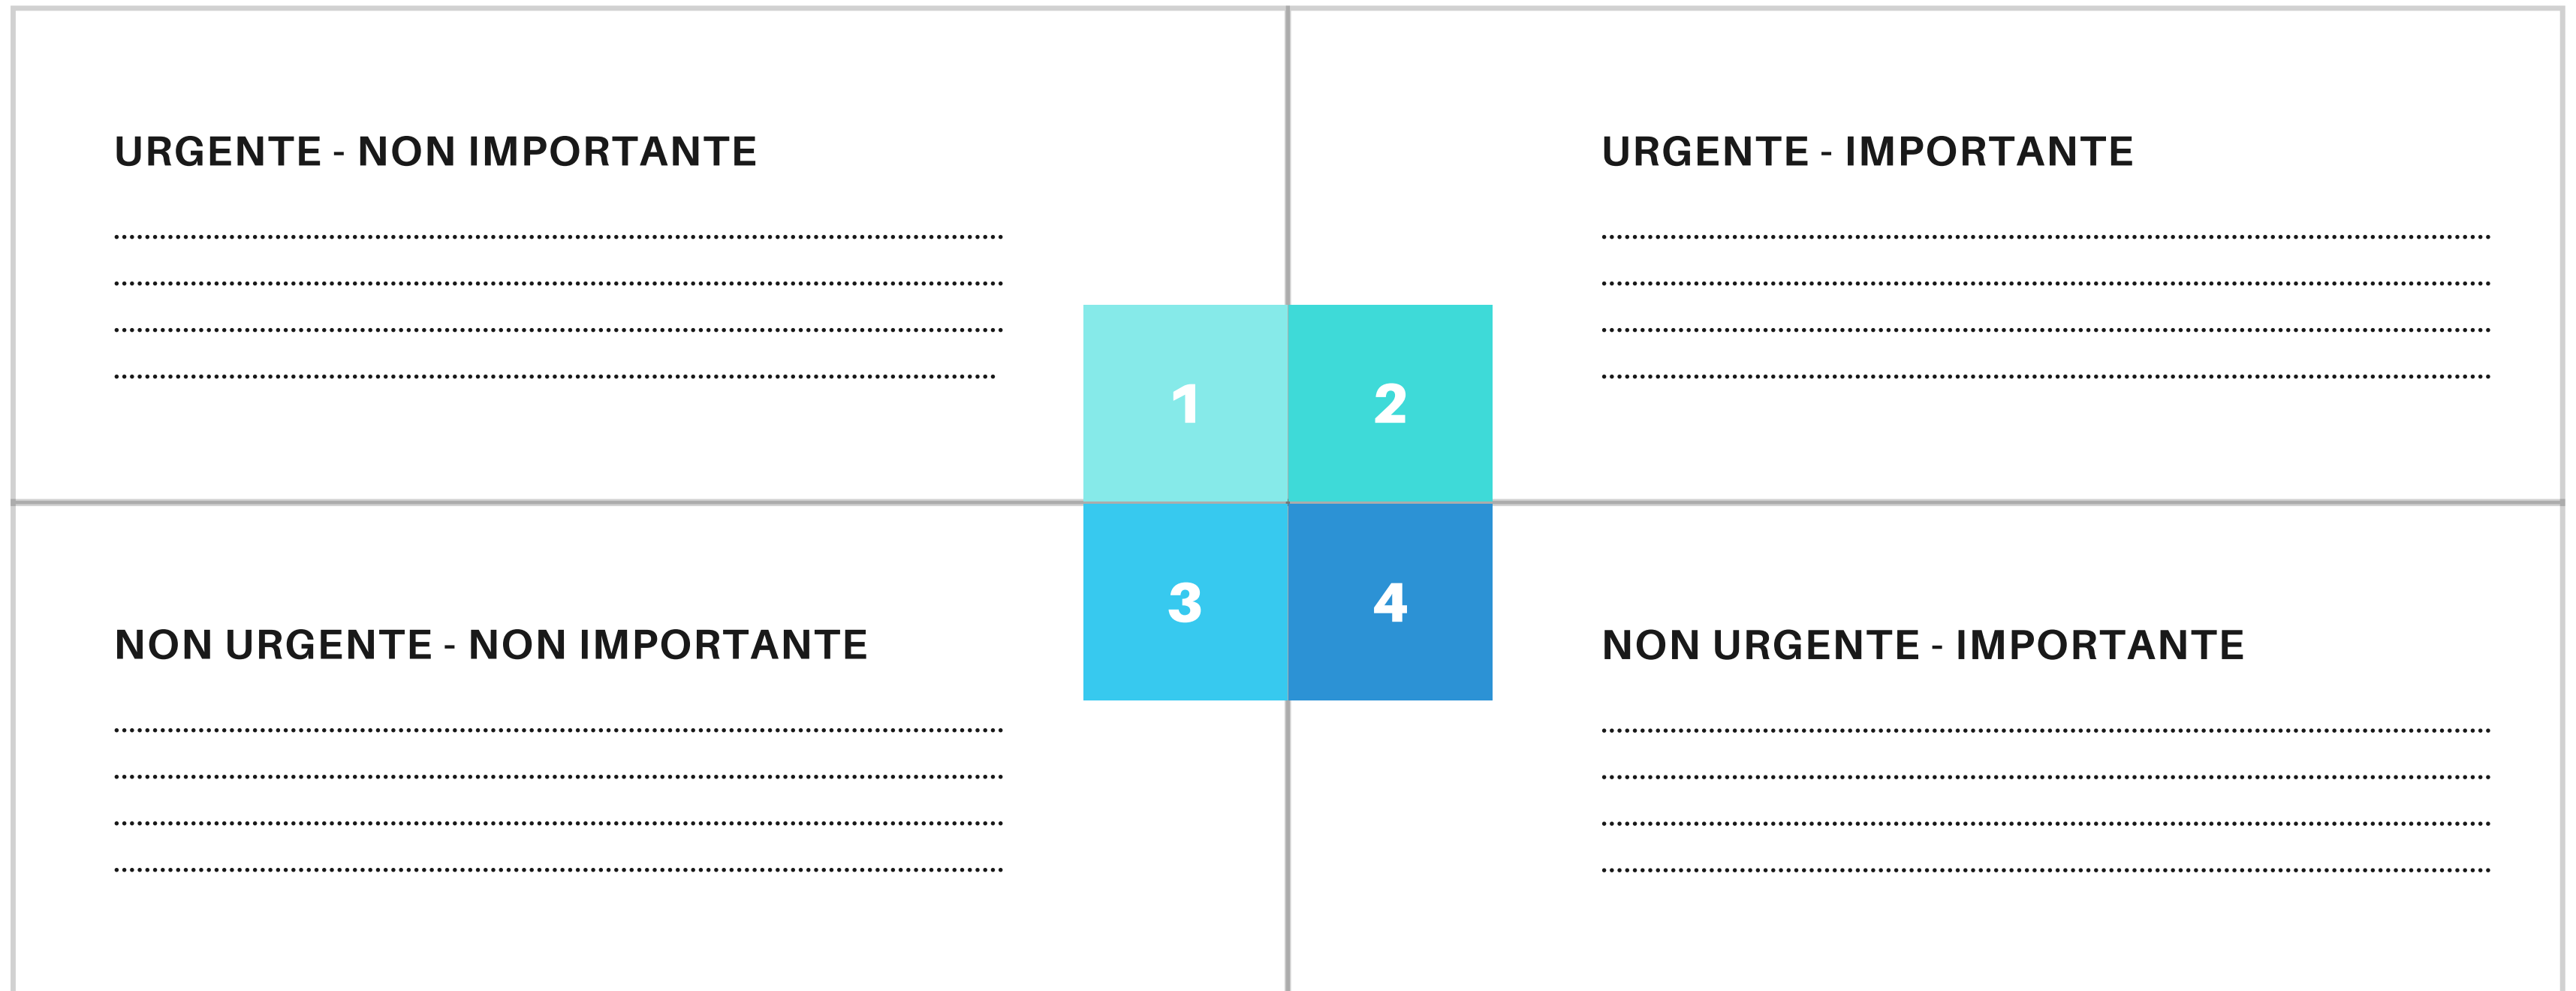 URGENTE - NON IMPORTANTE
URGENTE - IMPORTANTE
1
2
3
4
NON URGENTE - NON IMPORTANTE
NON URGENTE - IMPORTANTE